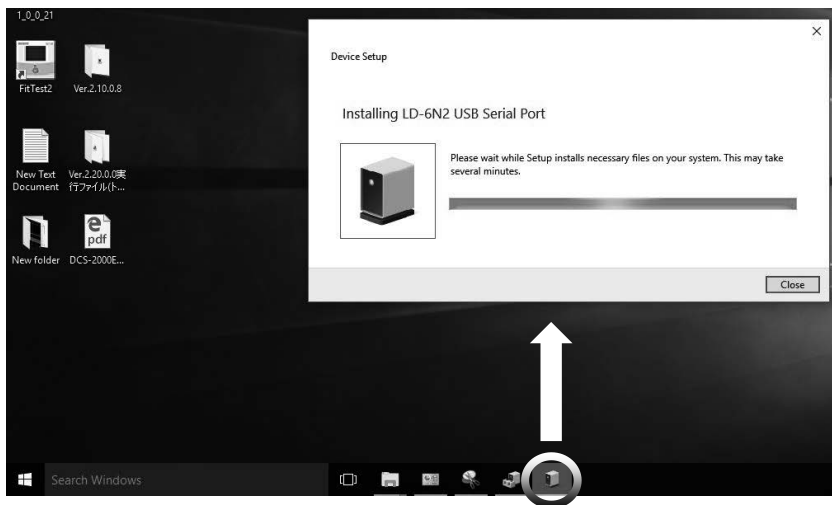 1_0_0_21
FitTest2
Ver.2.10.0.8
New Text
Document
Ver.2.20.0.0実
行ファイル(ト...
New folder
e
pdf
DCS-2000E...
Device Setup
Installing LD-6N2 USB Serial Port
Please wait while Setup installs necessary files on your system. This may take
several minutes.
Close
Search Windows